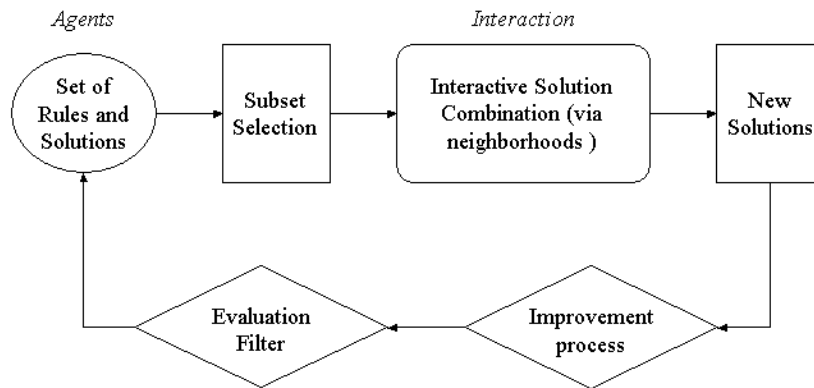 Agents
Interaction
Set of
Rules and
Solutions
Subset
Selection
Interactive Solution
Combination (via
neighborhoods )
New
Solutions
Evaluation
Filter
Improvement
process